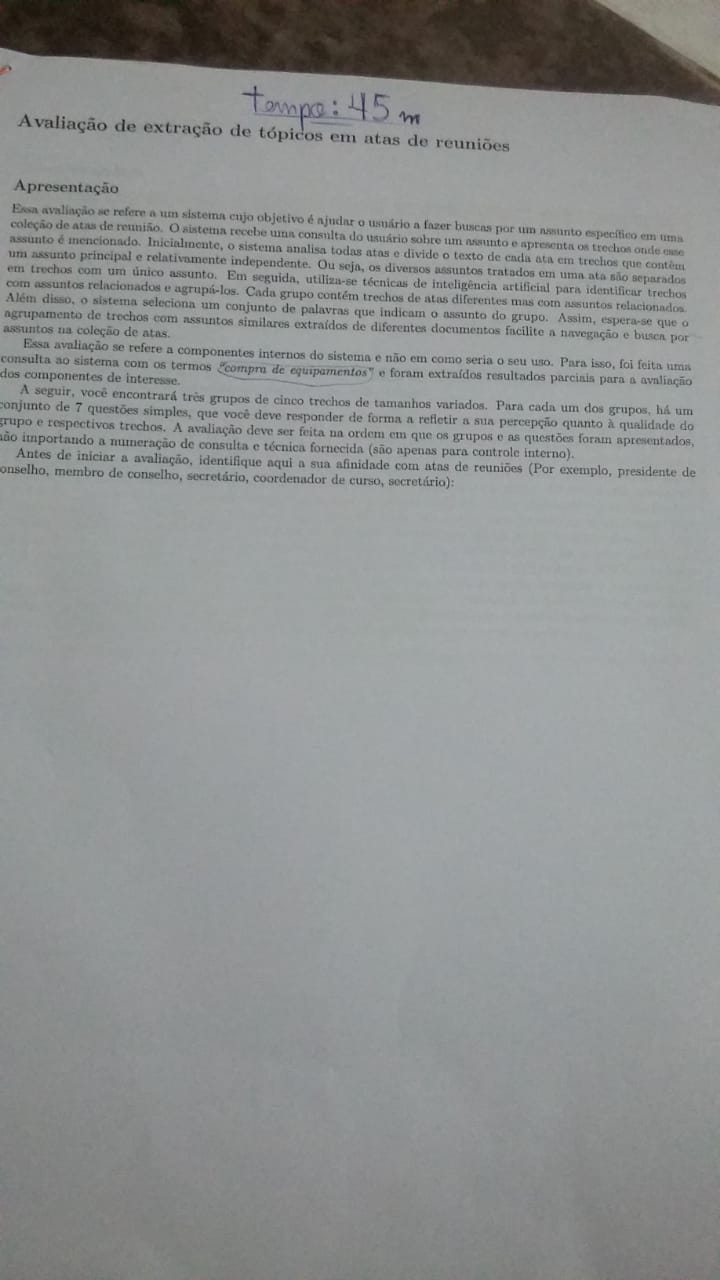 tempo: 45 m
Avaliação de extração de tópicos em atas de reuniões
Apresentação
Essa avaliação se refere a um sistema cujo objetivo é ajudar o usuário a fazer buscas por um assunto específico em uma
coleção de atas de reunião. O sistema recebe uma consulta do usuário sobre um assunto e apresenta os trechos onde esse
assunto é mencionado. Inicialmente, o sistema analisa todas atas e divide o texto de cada ata em trechos que contêm
um assunto principal e relativamente independente. Ou seja, os diversos assuntos tratados em uma ata são separados
em trechos com um único assunto. Em seguida, utiliza-se técnicas de inteligência artificial para identificar trechos
com assuntos relacionados e agrupá-los. Cada grupo contém trechos de atas diferentes mas com assuntos relacionados.
Além disso, o sistema seleciona um conjunto de palavras que indicam o assunto do grupo. Assim, espera-se que o
agrupamento de trechos com assuntos similares extraídos de diferentes documentos facilite a navegação e busca por
assuntos na coleção de atas.
Essa avaliação se refere a componentes internos do sistema e não em como seria o seu uso. Para isso, foi feita uma
consulta ao sistema com os termos "compra de equipamentos" e foram extraídos resultados parciais para a avaliação
dos componentes de interesse.
A seguir, você encontrará três grupos de cinco trechos de tamanhos variados. Para cada um dos grupos, há um
conjunto de 7 questões simples, que você deve responder de forma a refletir a sua percepção quanto à qualidade do
grupo e respectivos trechos. A avaliação deve ser feita na ordem em que os grupos e as questões foram apresentados,
não importando a numeração de consulta e técnica fornecida (são apenas para controle interno).
Antes de iniciar a avaliação, identifique aqui a sua afinidade com atas de reuniões (Por exemplo, presidente de
onselho, membro de conselho, secretário, coordenador de curso, secretário):